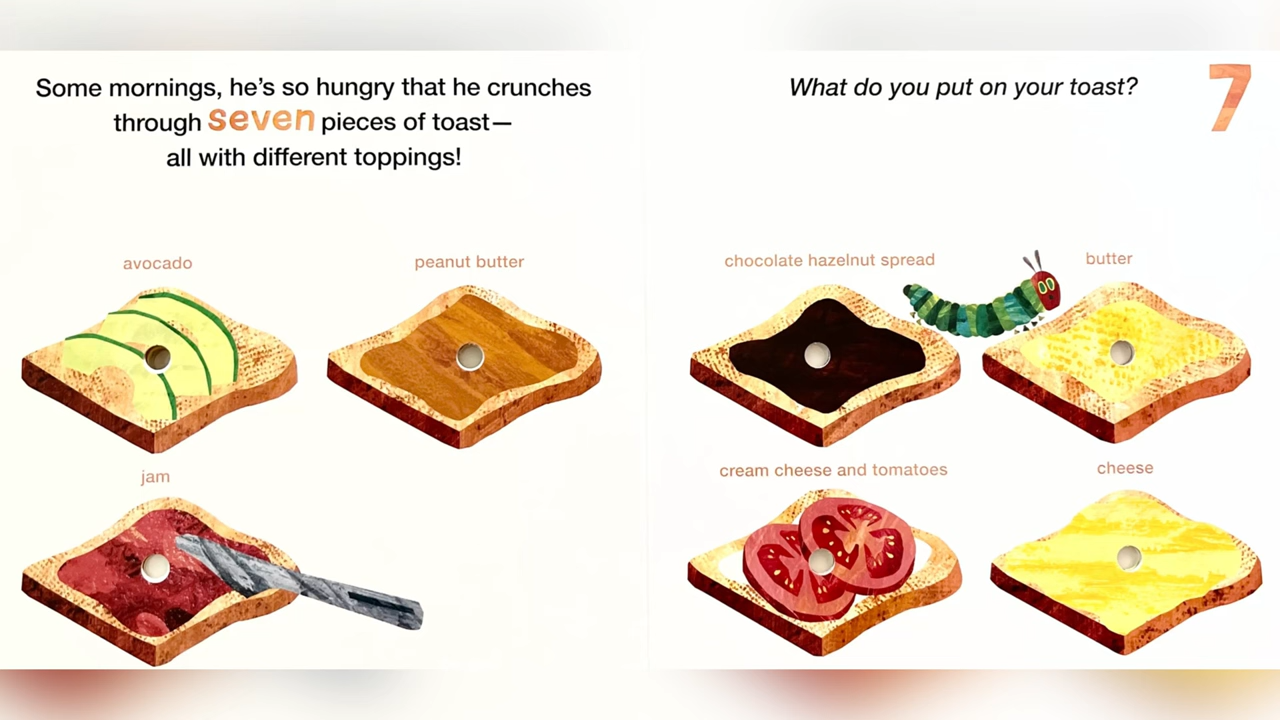 Some mornings, he's so hungry that he crunches
through seven pieces of toast—
all with different toppings!
avocado
peanut butter
jam
What do you put on your toast?
7
chocolate hazelnut spread
butter
cream cheese and tomatoes
cheese